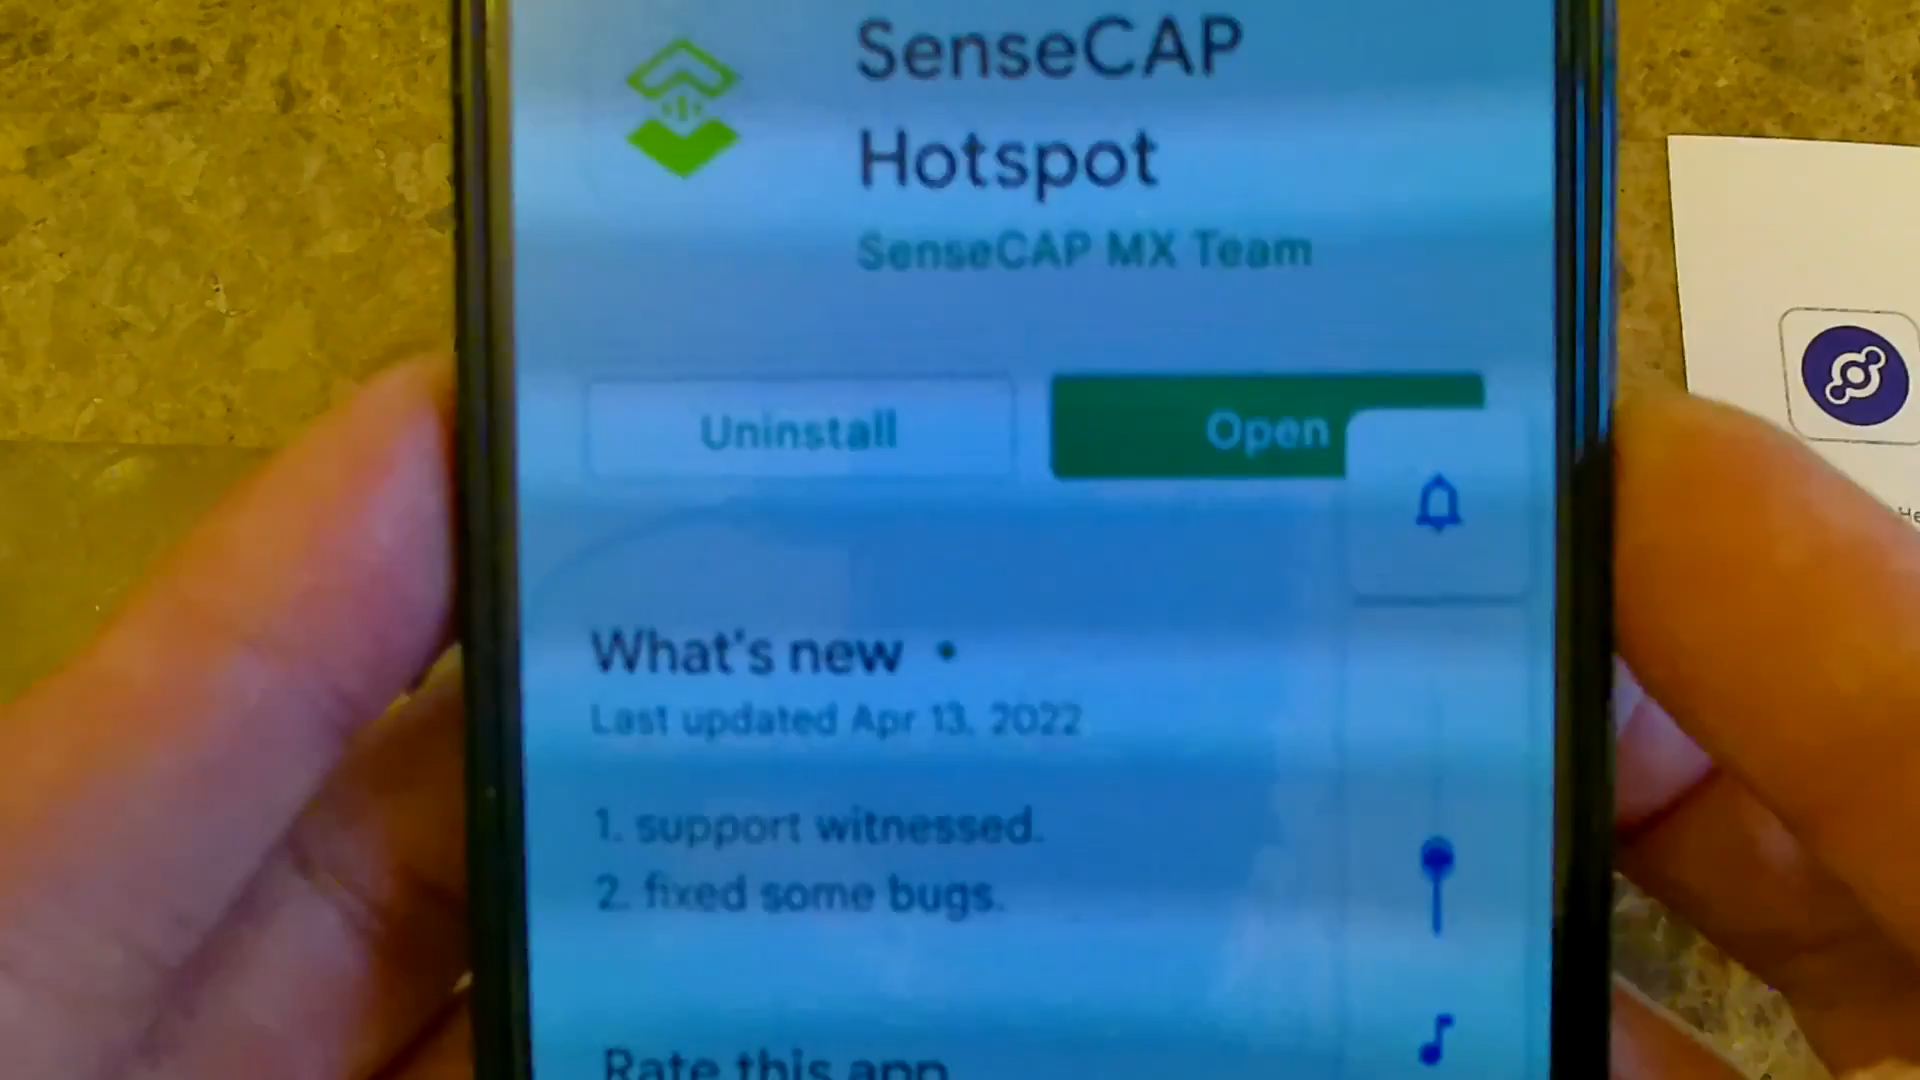 SenseCAP
Hotspot
SenseCAP MX Team
Uninstall
Open
What's new •
Last updated Apr 13, 2022
1. support witnessed.
2. fixed some bugs.
Rate this app
He